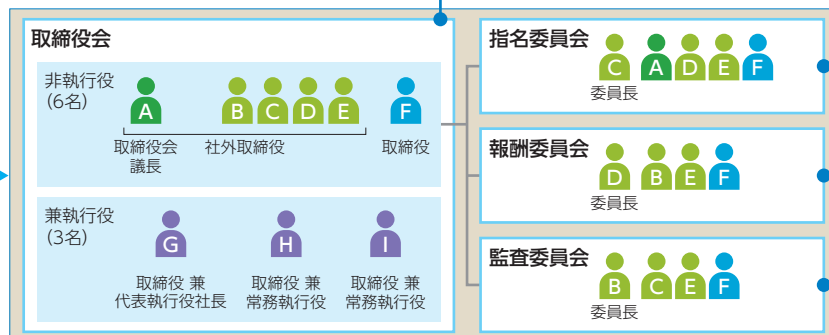 取締役会
非執行役
(6名)
A B C D E F
取締役会
議長
社外取締役
取締役
兼執行役
(3名)
G H I
取締役 兼
代表執行役社長
取締役 兼
常務執行役
取締役 兼
常務執行役
指名委員会
C A D E F
委員長
報酬委員会
D B E F
委員長
監査委員会
B C E F
委員長